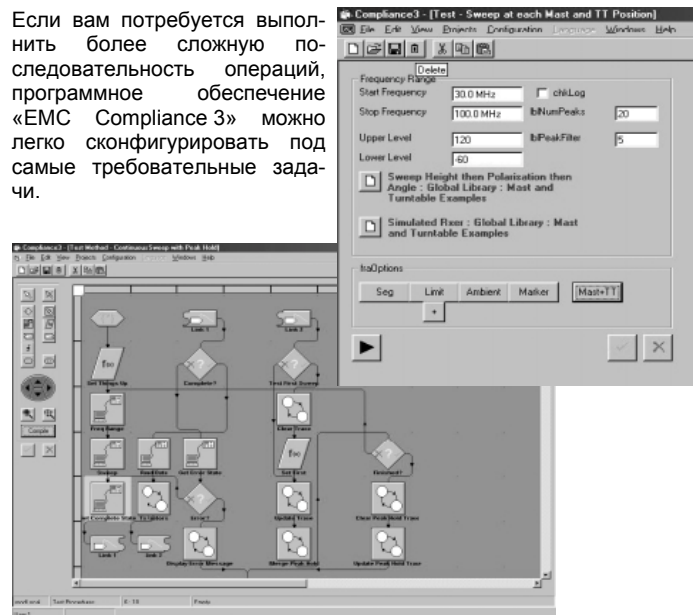 Если вам потребуется выпол-
нить более сложную по-
следовательность операций,
программное обеспечение
«EMC Compliance 3» можно
легко сконфигурировать под
самые требовательные зада-
чи.
Compliance3 - [Test - Sweep at each Mast and TT Position]
File Edit View Projects Configuration Language Windows Help
Delete
Frequency Range
Start Frequency 30.0 MHz chkLog
Stop Frequency 100.0 MHz lblNumPeaks 20
Upper Level 120 lblPeakFilter 5
Lower Level -60
Sweep Height then Polarisation then
Angle : Global Library : Mast and
Turntable Examples
Simulated Rxer : Global Library : Mast
and Turntable Examples
fraOptions
Seg Limit Ambient Marker Mast+TT
+
Compliance3 - [Test Method - Continuous Sweep with Peak Hold]
File Edit View Projects Configuration Windows Help
Link 1 Link 3
f(x)
Set Things Up Complete? Test First Sweep
Freq Range Clear Trace
f(x)
Sweep Read Data Get Error State Set First Finished?
Error? Update Trace Clear Peak Hold Trace
Link 1 Link 2
Display Error Message Merge Peak Hold Update Peak Hold Trace
Compile